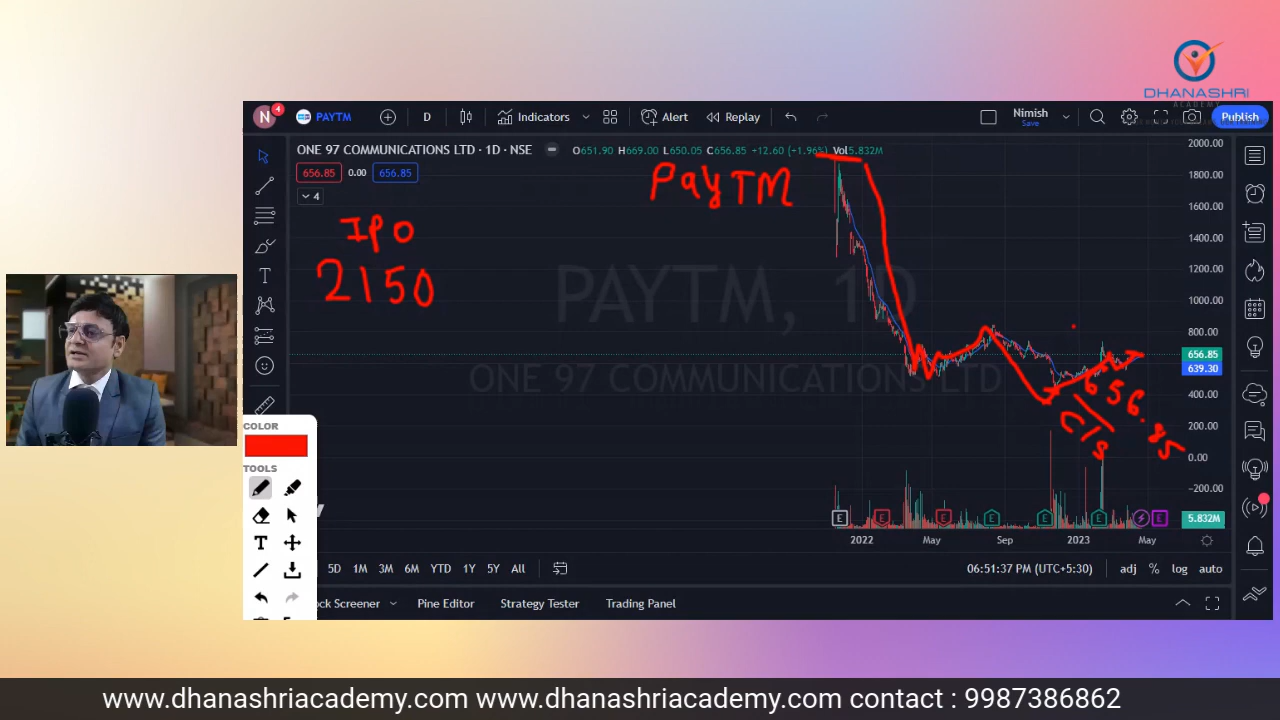 DHANASHRI
ACADEMY
N 4 PAYTM D Indicators Alert Replay Nimish Save Publish
ONE 97 COMMUNICATIONS LTD · 1D · NSE O651.90 H669.00 L650.05 C656.85 +12.60 (+1.96%) Vol5.832M
656.85 0.00 656.85
4
PayTM
IPO
2150
PAYTM, 1D
ONE 97 COMMUNICATIONS LTD
2000.00
1800.00
1600.00
1400.00
1200.00
1000.00
800.00
656.85
639.30
400.00
200.00
0.00
−200.00
5.832M
656.85
COLOR
TOOLS
T
E E E E E E E
2022 May Sep 2023 May
5D 1M 3M 6M YTD 1Y 5Y All 06:51:37 PM (UTC+5:30) adj % log auto
ock Screener Pine Editor Strategy Tester Trading Panel
www.dhanashriacademy.com www.dhanashriacademy.com contact : 9987386862